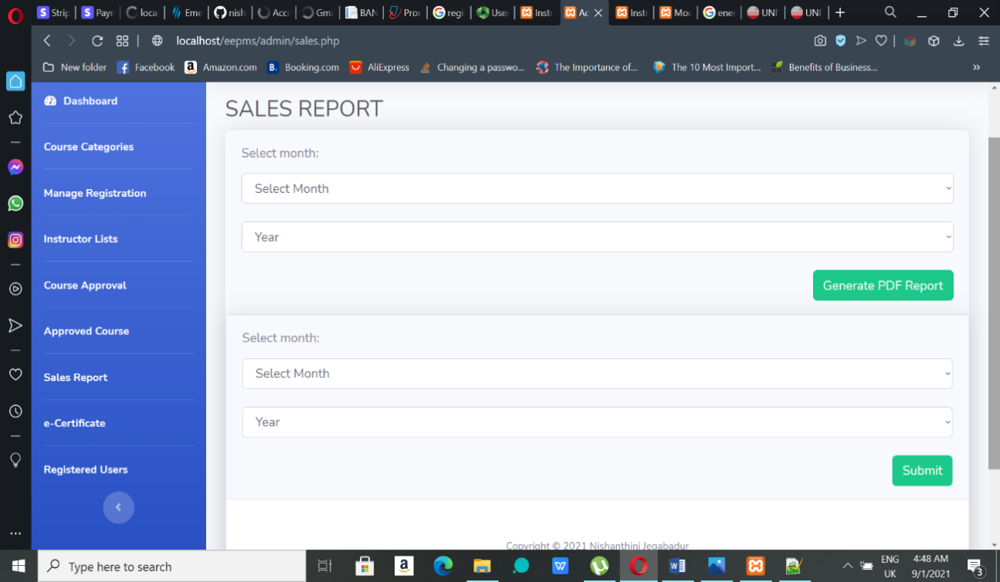 Strip
Payr
loca
Eme
nish
Acc
Gma
BAN
Pror
regi
User
Instr
Ac
Instr
Moc
ene
UNI
UNI
localhost/eepms/admin/sales.php
New folder
Facebook
Amazon.com
Booking.com
AliExpress
Changing a passwo...
The Importance of...
The 10 Most Import...
Benefits of Business...
Dashboard
Course Categories
Manage Registration
Instructor Lists
Course Approval
Approved Course
Sales Report
e-Certificate
Registered Users
SALES REPORT
Select month:
Select Month
Year
Generate PDF Report
Select month:
Select Month
Year
Submit
Copyright © 2021 Nishanthini Jegabadur
Type here to search
ENG
UK
4:48 AM
9/1/2021
3